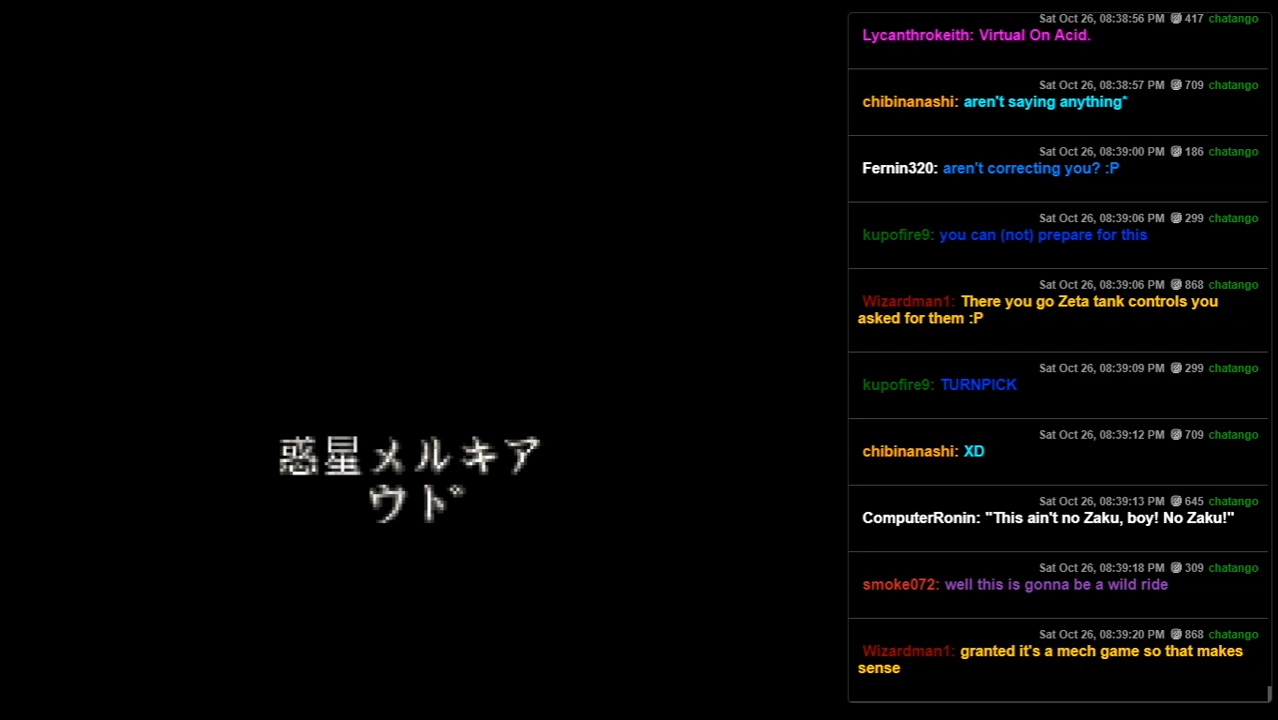 惑星メルキア
ウド
Sat Oct 26, 08:38:56 PM 417 chatango
Lycanthrokeith: Virtual On Acid.
Sat Oct 26, 08:38:57 PM 709 chatango
chibinanashi: aren't saying anything*
Sat Oct 26, 08:39:00 PM 186 chatango
Fernin320: aren't correcting you? :P
Sat Oct 26, 08:39:06 PM 299 chatango
kupofire9: you can (not) prepare for this
Sat Oct 26, 08:39:06 PM 868 chatango
Wizardman1: There you go Zeta tank controls you
asked for them :P
Sat Oct 26, 08:39:09 PM 299 chatango
kupofire9: TURNPICK
Sat Oct 26, 08:39:12 PM 709 chatango
chibinanashi: XD
Sat Oct 26, 08:39:13 PM 645 chatango
ComputerRonin: "This ain't no Zaku, boy! No Zaku!"
Sat Oct 26, 08:39:18 PM 309 chatango
smoke072: well this is gonna be a wild ride
Sat Oct 26, 08:39:20 PM 868 chatango
Wizardman1: granted it's a mech game so that makes
sense